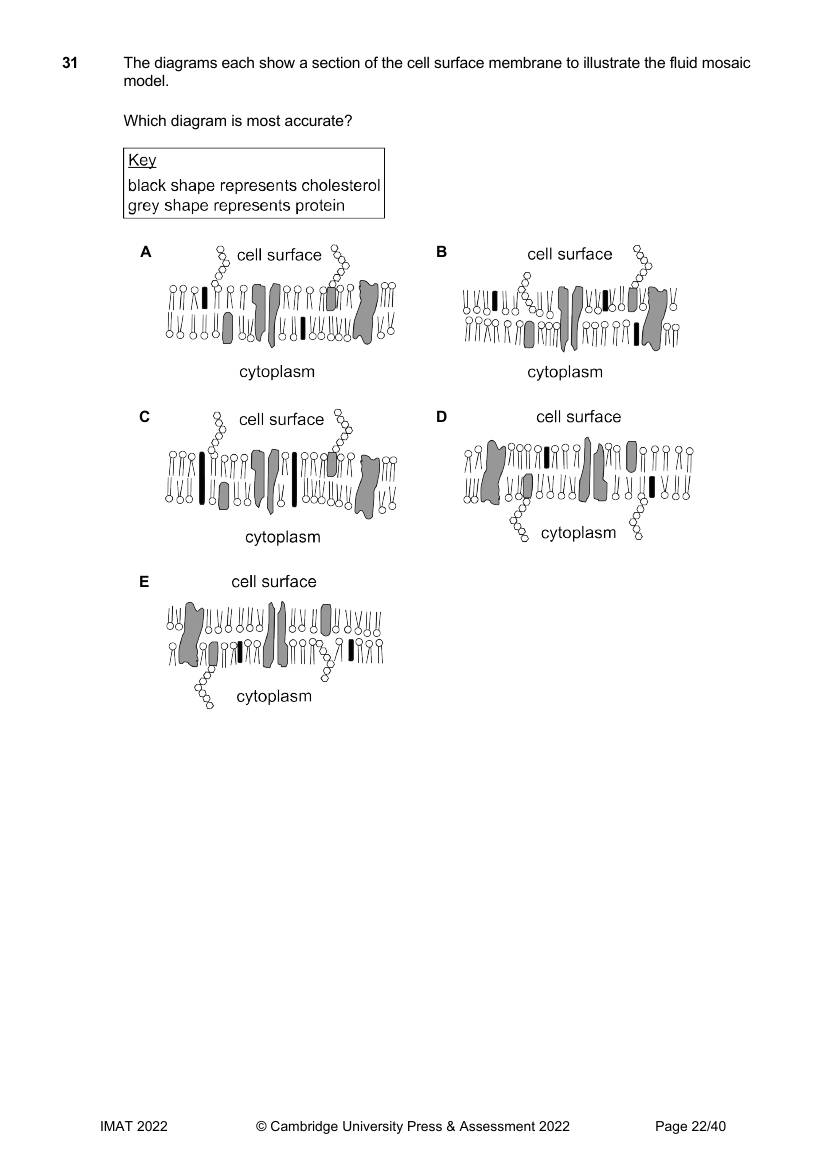 31 The diagrams each show a section of the cell surface membrane to illustrate the fluid mosaic
model.
Which diagram is most accurate?
Key
black shape represents cholesterol
grey shape represents protein
A cell surface
cytoplasm
B cell surface
cytoplasm
C cell surface
cytoplasm
D cell surface
cytoplasm
E cell surface
cytoplasm
IMAT 2022 © Cambridge University Press & Assessment 2022 Page 22/40